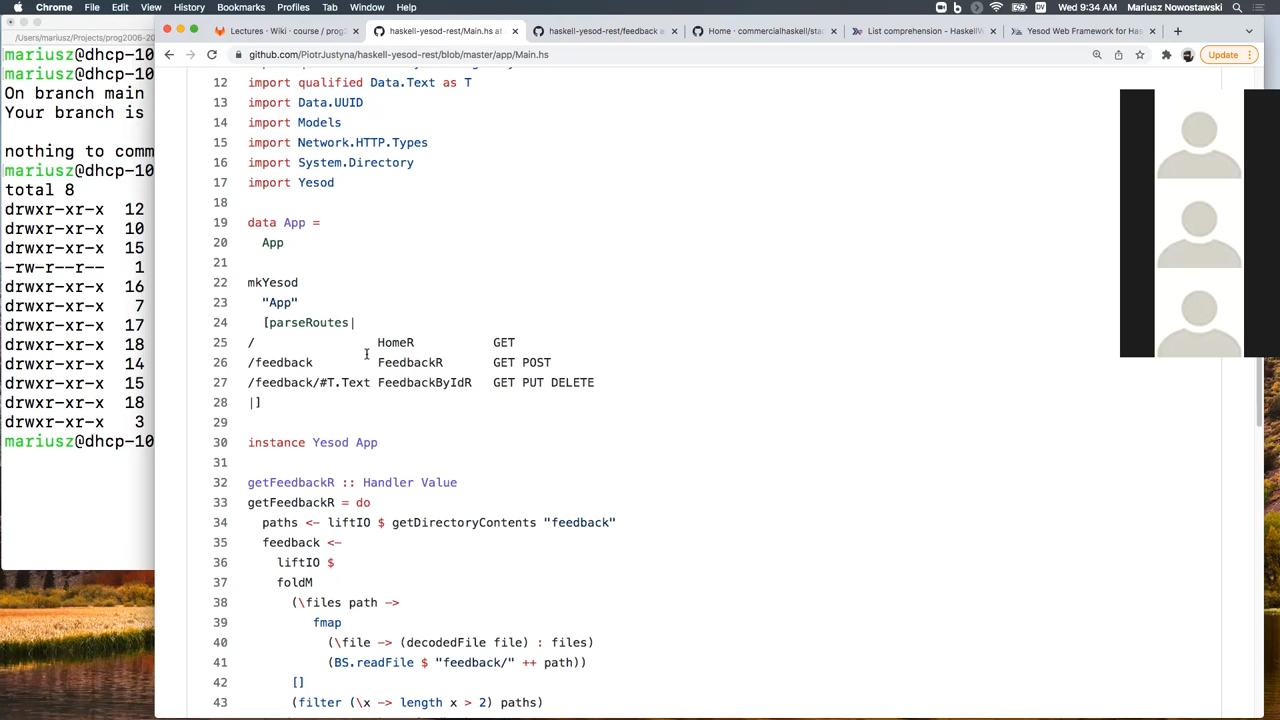 Chrome File Edit View History Bookmarks Profiles Tab Window Help
Wed 9:34 AM Mariusz Nowostawski
/Users/mariusz/Projects/prog2006-20
Lectures · Wiki · course / prog2
haskell-yesod-rest/Main.hs at
haskell-yesod-rest/feedback a
Home · commercialhaskell/stac
List comprehension - HaskellW
Yesod Web Framework for Has
github.com/PiotrJustyna/haskell-yesod-rest/blob/master/app/Main.hs
Update
mariusz@dhcp-10
mariusz@dhcp-10
On branch main
Your branch is
nothing to comm
mariusz@dhcp-10
total 8
drwxr-xr-x 12
drwxr-xr-x 10
drwxr-xr-x 15
-rw-r--r-- 1
drwxr-xr-x 16
drwxr-xr-x 7
drwxr-xr-x 17
drwxr-xr-x 18
drwxr-xr-x 14
drwxr-xr-x 15
drwxr-xr-x 18
drwxr-xr-x 3
mariusz@dhcp-10
12 import qualified Data.Text as T
13 import Data.UUID
14 import Models
15 import Network.HTTP.Types
16 import System.Directory
17 import Yesod
18
19 data App =
20 App
21
22 mkYesod
23 "App"
24 [parseRoutes|
25 / HomeR GET
26 /feedback FeedbackR GET POST
27 /feedback/#T.Text FeedbackByIdR GET PUT DELETE
28 |]
29
30 instance Yesod App
31
32 getFeedbackR :: Handler Value
33 getFeedbackR = do
34 paths <- liftIO $ getDirectoryContents "feedback"
35 feedback <-
36 liftIO $
37 foldM
38 (\files path ->
39 fmap
40 (\file -> (decodedFile file) : files)
41 (BS.readFile $ "feedback/" ++ path))
42 []
43 (filter (\x -> length x > 2) paths)